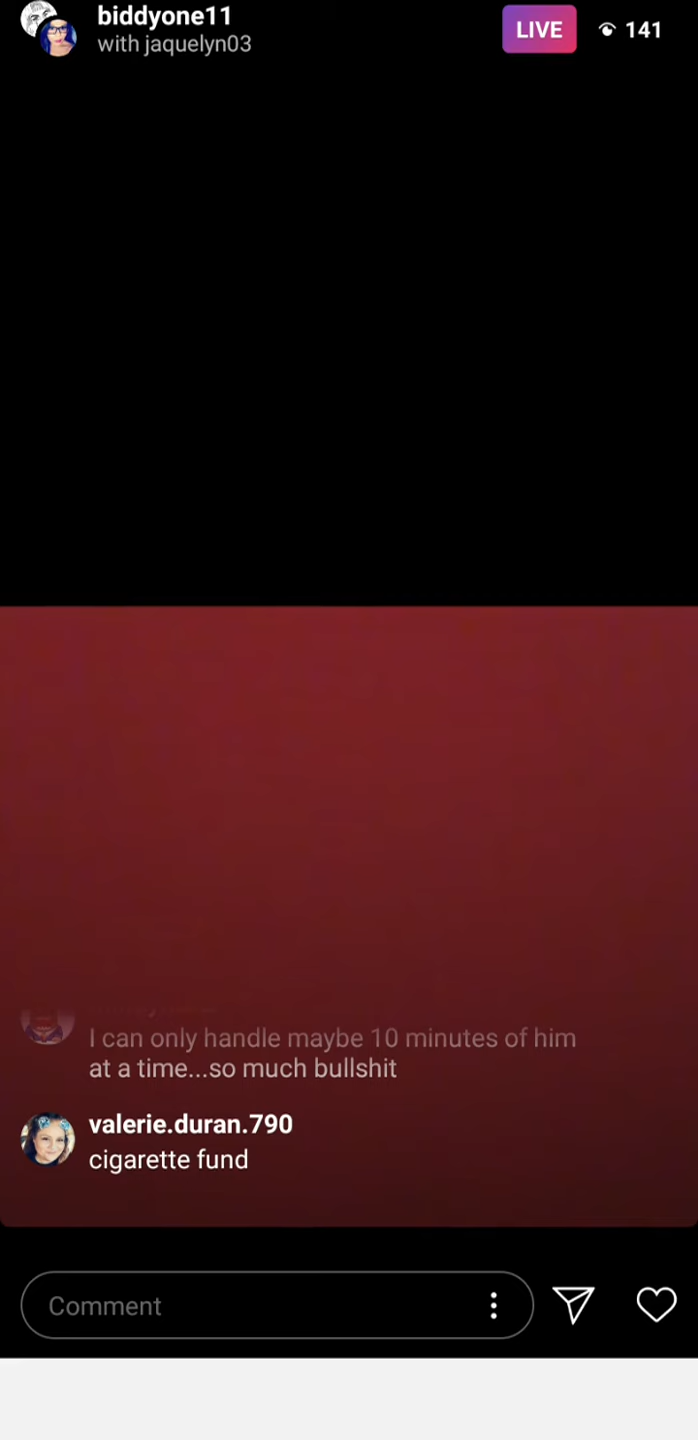 biddyone11
with jaquelyn03
LIVE
141
I can only handle maybe 10 minutes of him
at a time...so much bullshit
valerie.duran.790
cigarette fund
Comment